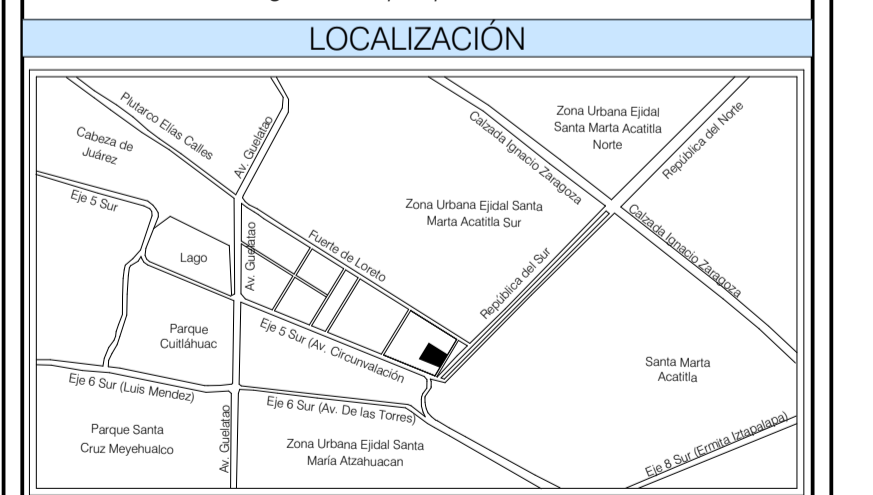 LOCALIZACIÓN
Plutarco Elías Calles
Av. Guelatao
Cabeza de
Juárez
Calzada Ignacio Zaragoza
Zona Urbana Ejidal
Santa Marta Acatitla
Norte
República del Norte
Eje 5 Sur
Zona Urbana Ejidal Santa
Marta Acatitla Sur
Calzada Ignacio Zaragoza
Lago
Av. Guelatao
Fuerte de Loreto
República del Sur
Parque
Cuitláhuac
Eje 5 Sur (Av. Circunvalación
Santa Marta
Acatitla
Eje 6 Sur (Luis Mendez)
Eje 6 Sur (Av. De las Torres)
Parque Santa
Cruz Meyehualco
Av. Guelatao
Zona Urbana Ejidal Santa
María Atzahuacan
Eje 8 Sur (Ermita Iztapalapa)